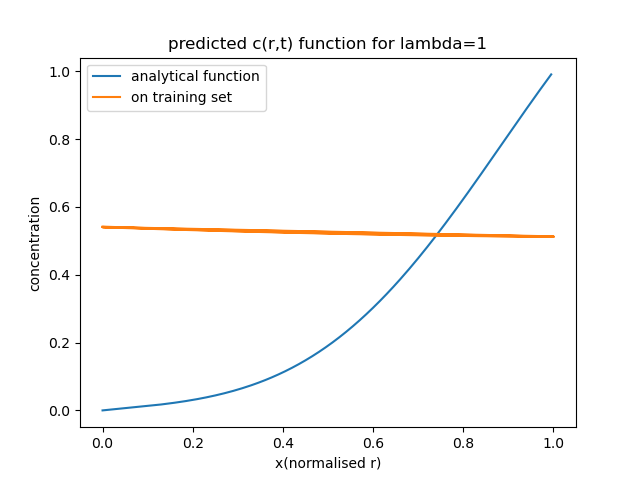 predicted c(r,t) function for lambda=1
analytical function
on training set
concentration
1.0
0.8
0.6
0.4
0.2
0.0
0.0 0.2 0.4 0.6 0.8 1.0
x(normalised r)